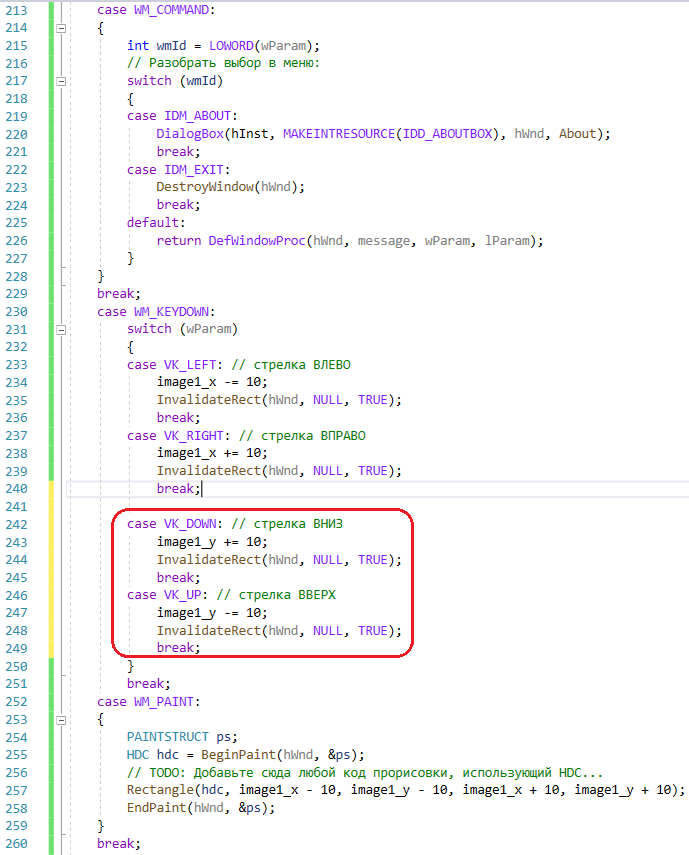 213 case WM_COMMAND:
214 {
215 int wmId = LOWORD(wParam);
216 // Разобрать выбор в меню:
217 switch (wmId)
218 {
219 case IDM_ABOUT:
220 DialogBox(hInst, MAKEINTRESOURCE(IDD_ABOUTBOX), hWnd, About);
221 break;
222 case IDM_EXIT:
223 DestroyWindow(hWnd);
224 break;
225 default:
226 return DefWindowProc(hWnd, message, wParam, lParam);
227 }
228 }
229 break;
230 case WM_KEYDOWN:
231 switch (wParam)
232 {
233 case VK_LEFT: // стрелка ВЛЕВО
234 image1_x -= 10;
235 InvalidateRect(hWnd, NULL, TRUE);
236 break;
237 case VK_RIGHT: // стрелка ВПРАВО
238 image1_x += 10;
239 InvalidateRect(hWnd, NULL, TRUE);
240 break;
241
242 case VK_DOWN: // стрелка ВНИЗ
243 image1_y += 10;
244 InvalidateRect(hWnd, NULL, TRUE);
245 break;
246 case VK_UP: // стрелка ВВЕРХ
247 image1_y -= 10;
248 InvalidateRect(hWnd, NULL, TRUE);
249 break;
250 }
251 break;
252 case WM_PAINT:
253 {
254 PAINTSTRUCT ps;
255 HDC hdc = BeginPaint(hWnd, &ps);
256 // TODO: Добавьте сюда любой код прорисовки, использующий HDC...
257 Rectangle(hdc, image1_x - 10, image1_y - 10, image1_x + 10, image1_y + 10);
258 EndPaint(hWnd, &ps);
259 }
260 break;